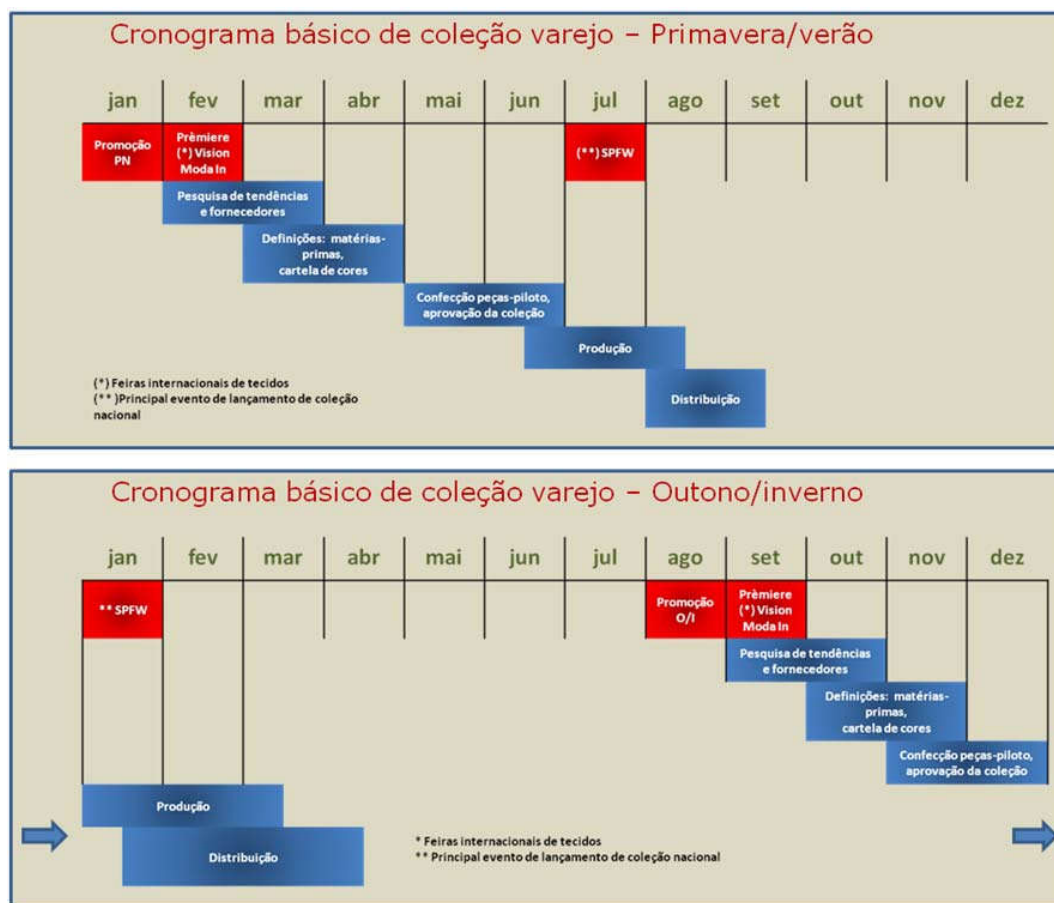 Cronograma básico de coleção varejo – Primavera/verão
jan fev mar abr mai jun jul ago set out nov dez
Promoção
PN
Prèmiere
(*) Vision
Moda In
(**) SPFW
Pesquisa de tendências
e fornecedores
Definições: matérias-
primas,
cartela de cores
Confecção peças-piloto,
aprovação da coleção
Produção
Distribuição
(*) Feiras internacionais de tecidos
(** )Principal evento de lançamento de coleção
nacional
Cronograma básico de coleção varejo – Outono/inverno
jan fev mar abr mai jun jul ago set out nov dez
** SPFW
Promoção
O/I
Prèmiere
(*) Vision
Moda In
Pesquisa de tendências
e fornecedores
Definições: matérias-
primas,
cartela de cores
Confecção peças-piloto,
aprovação da coleção
Produção
Distribuição
* Feiras internacionais de tecidos
** Principal evento de lançamento de coleção nacional